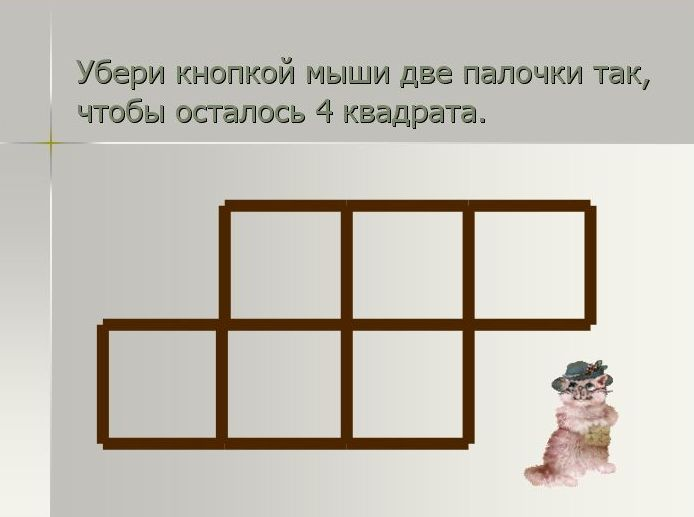 Убери кнопкой мыши две палочки так,
чтобы осталось 4 квадрата.